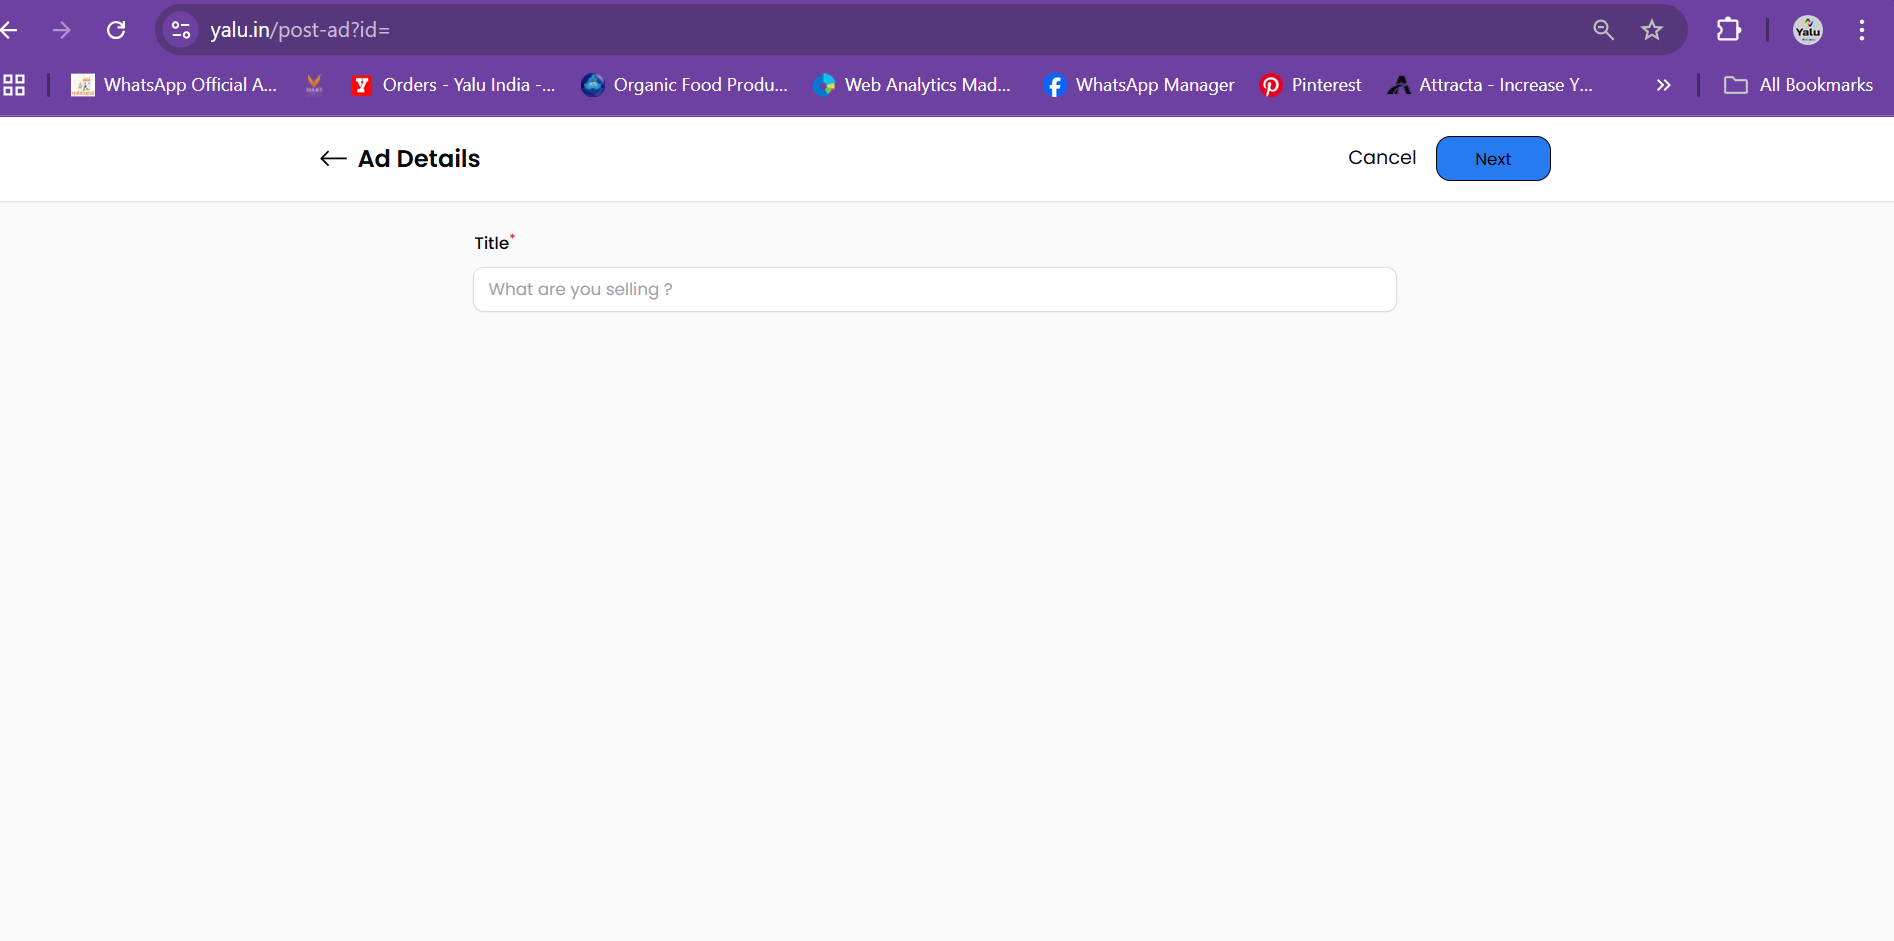 yalu.in/post-ad?id=
Yalu
WhatsApp Official A...
Orders - Yalu India -...
Organic Food Produ...
Web Analytics Mad...
WhatsApp Manager
Pinterest
Attracta - Increase Y...
All Bookmarks
Ad Details
Cancel
Next
Title*
What are you selling ?